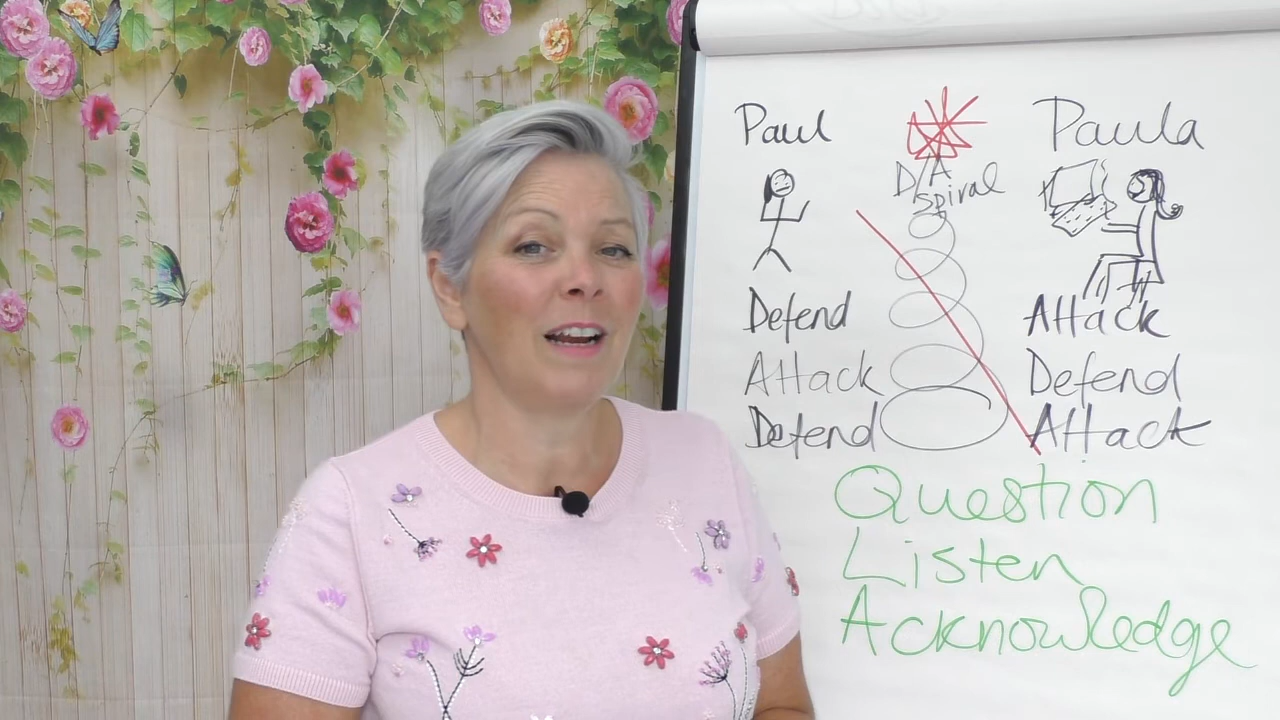 Paul
Paula
D/A
Spiral
Defend
Attack
Attack
Defend
Defend
Attack
Question
Listen
Acknowledge